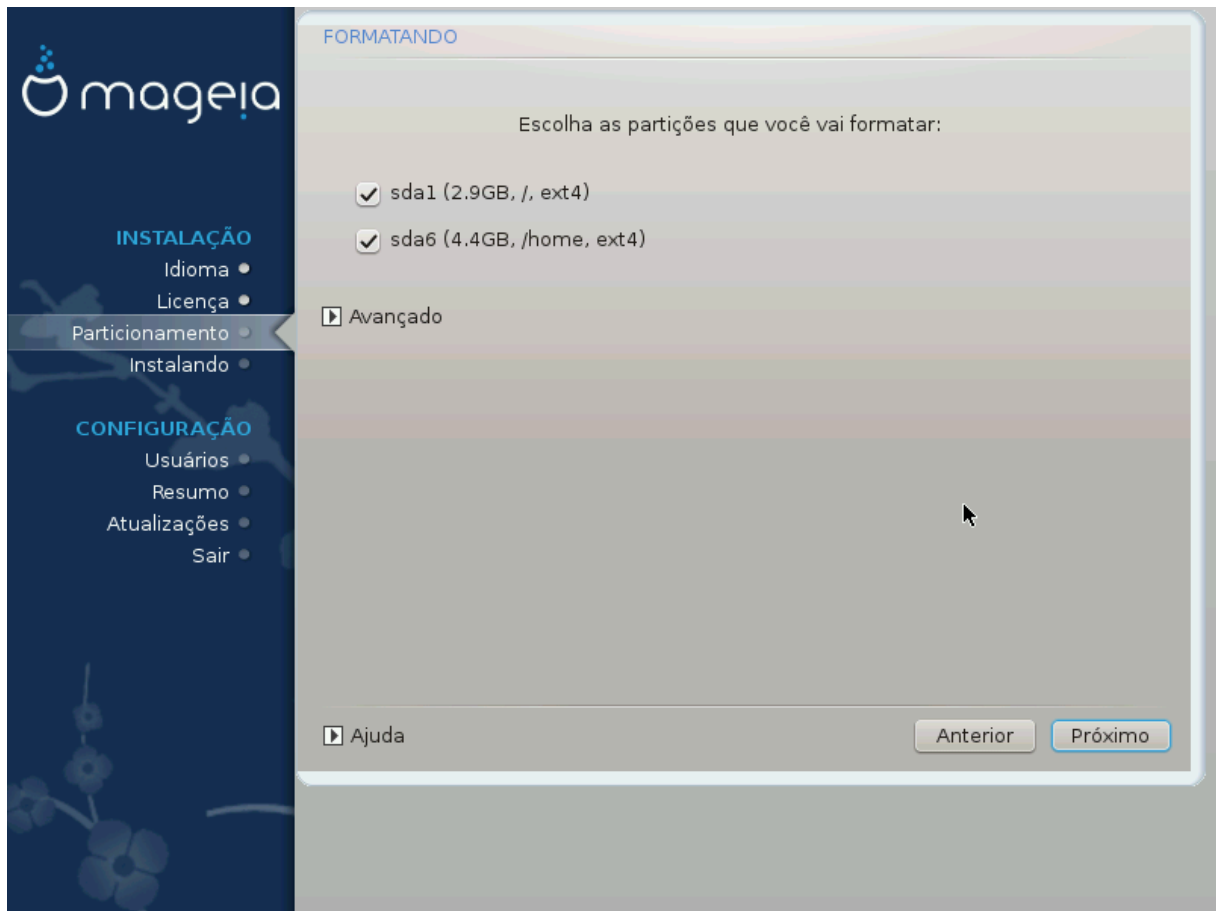 mageia
INSTALAÇÃO
Idioma
Licença
Particionamento
Instalando
CONFIGURAÇÃO
Usuários
Resumo
Atualizações
Sair
FORMATANDO
Escolha as partições que você vai formatar:
sda1 (2.9GB, /, ext4)
sda6 (4.4GB, /home, ext4)
Avançado
Ajuda
Anterior
Próximo